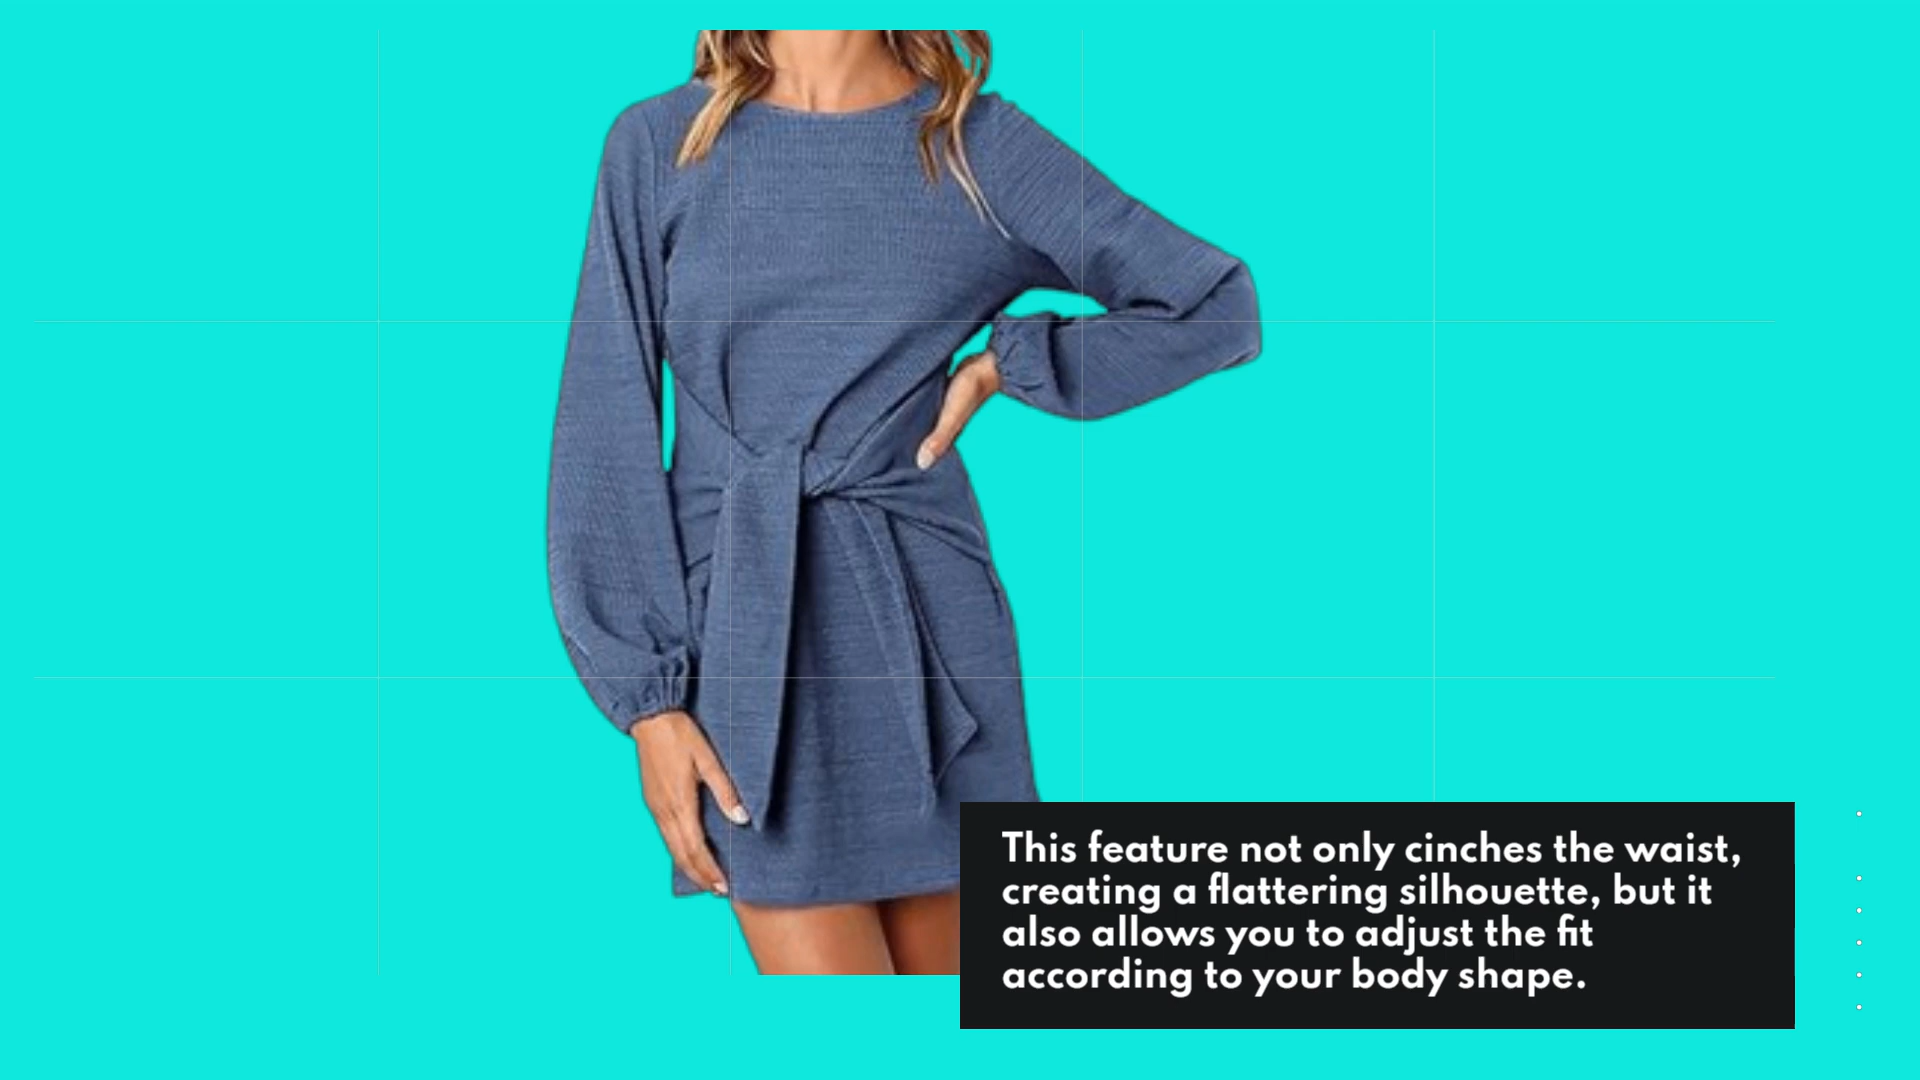 This feature not only cinches the waist,
creating a flattering silhouette, but it
also allows you to adjust the fit
according to your body shape.